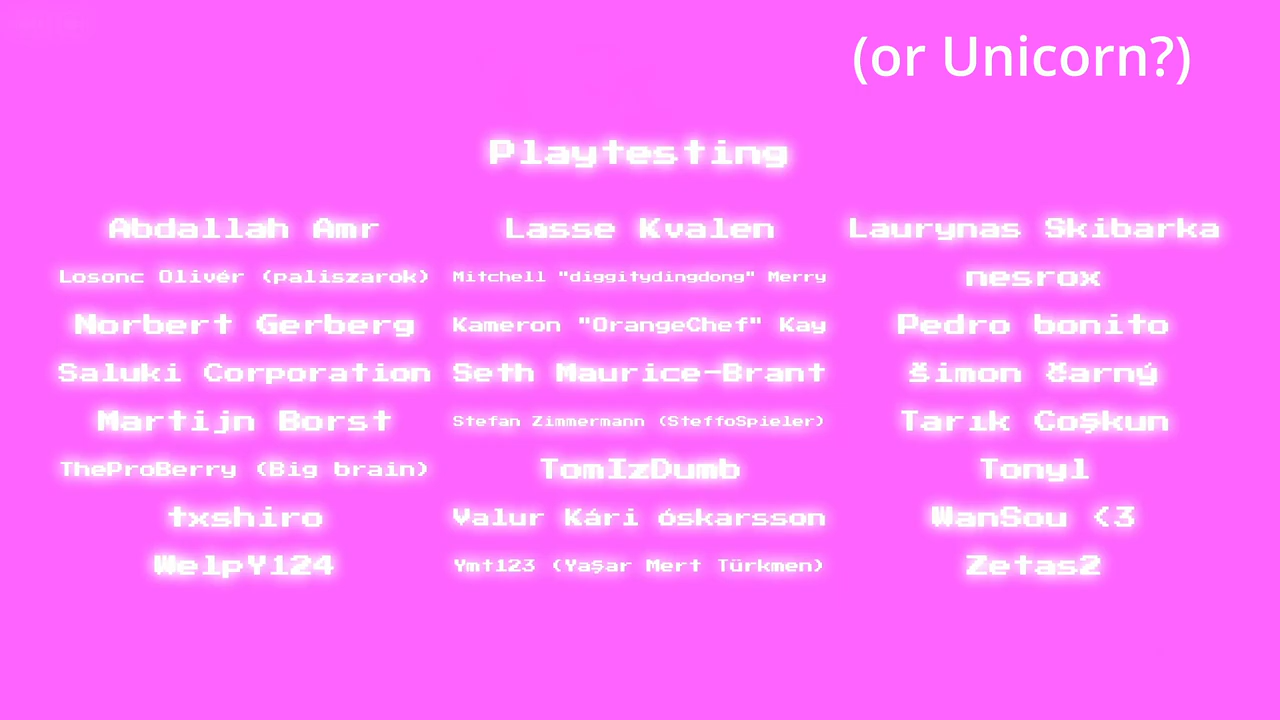 (or Unicorn?)
Playtesting
Abdallah Amr Lasse Kvalen Laurynas Skibarka
Losonc Olivér (paliszarok) Mitchell "diggitydingdong" Merry nesrox
Norbert Gerberg Kameron "OrangeChef" Kay Pedro bonito
Saluki Corporation Seth Maurice-Brant šimon čarný
Martijn Borst Stefan Zimmermann (SteffoSpieler) Tarık Coşkun
TheProBerry (Big brain) TomIzDumb Tonyl
txshiro Valur Kári óskarsson WanSou <3
WelpY124 Ymt123 (Yaşar Mert Türkmen) Zetas2